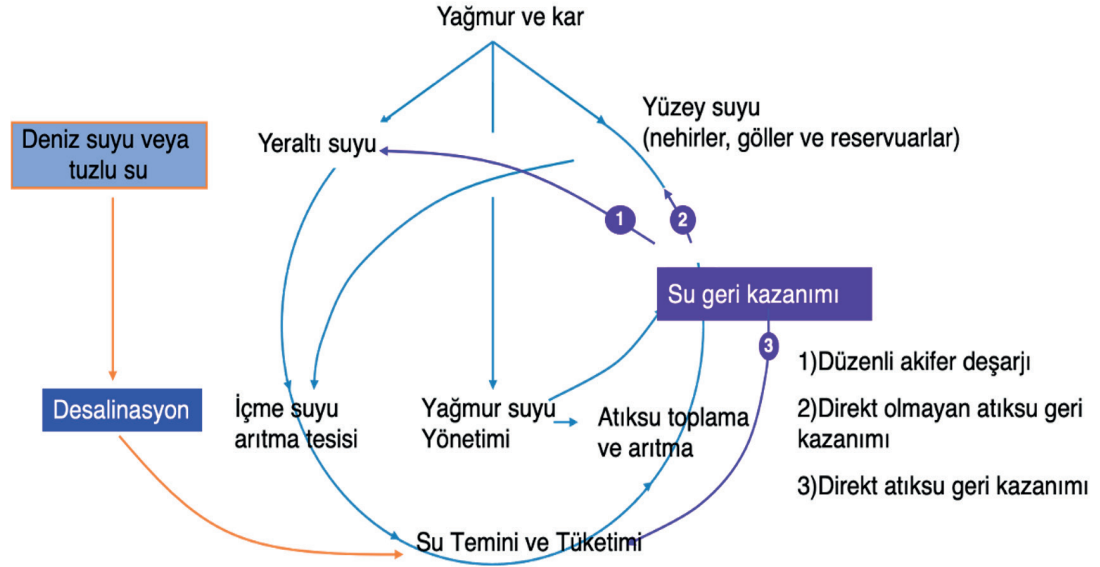 Yağmur ve kar
Yüzey suyu
(nehirler, göller ve reservuarlar)
Deniz suyu veya
tuzlu su
Yeraltı suyu
1
2
Su geri kazanımı
3
1)Düzenli akifer deşarjı
Desalinasyon
İçme suyu
arıtma tesisi
Yağmur suyu
Yönetimi
Atıksu toplama
ve arıtma
2)Direkt olmayan atıksu geri
kazanımı
3)Direkt atıksu geri kazanımı
Su Temini ve Tüketimi